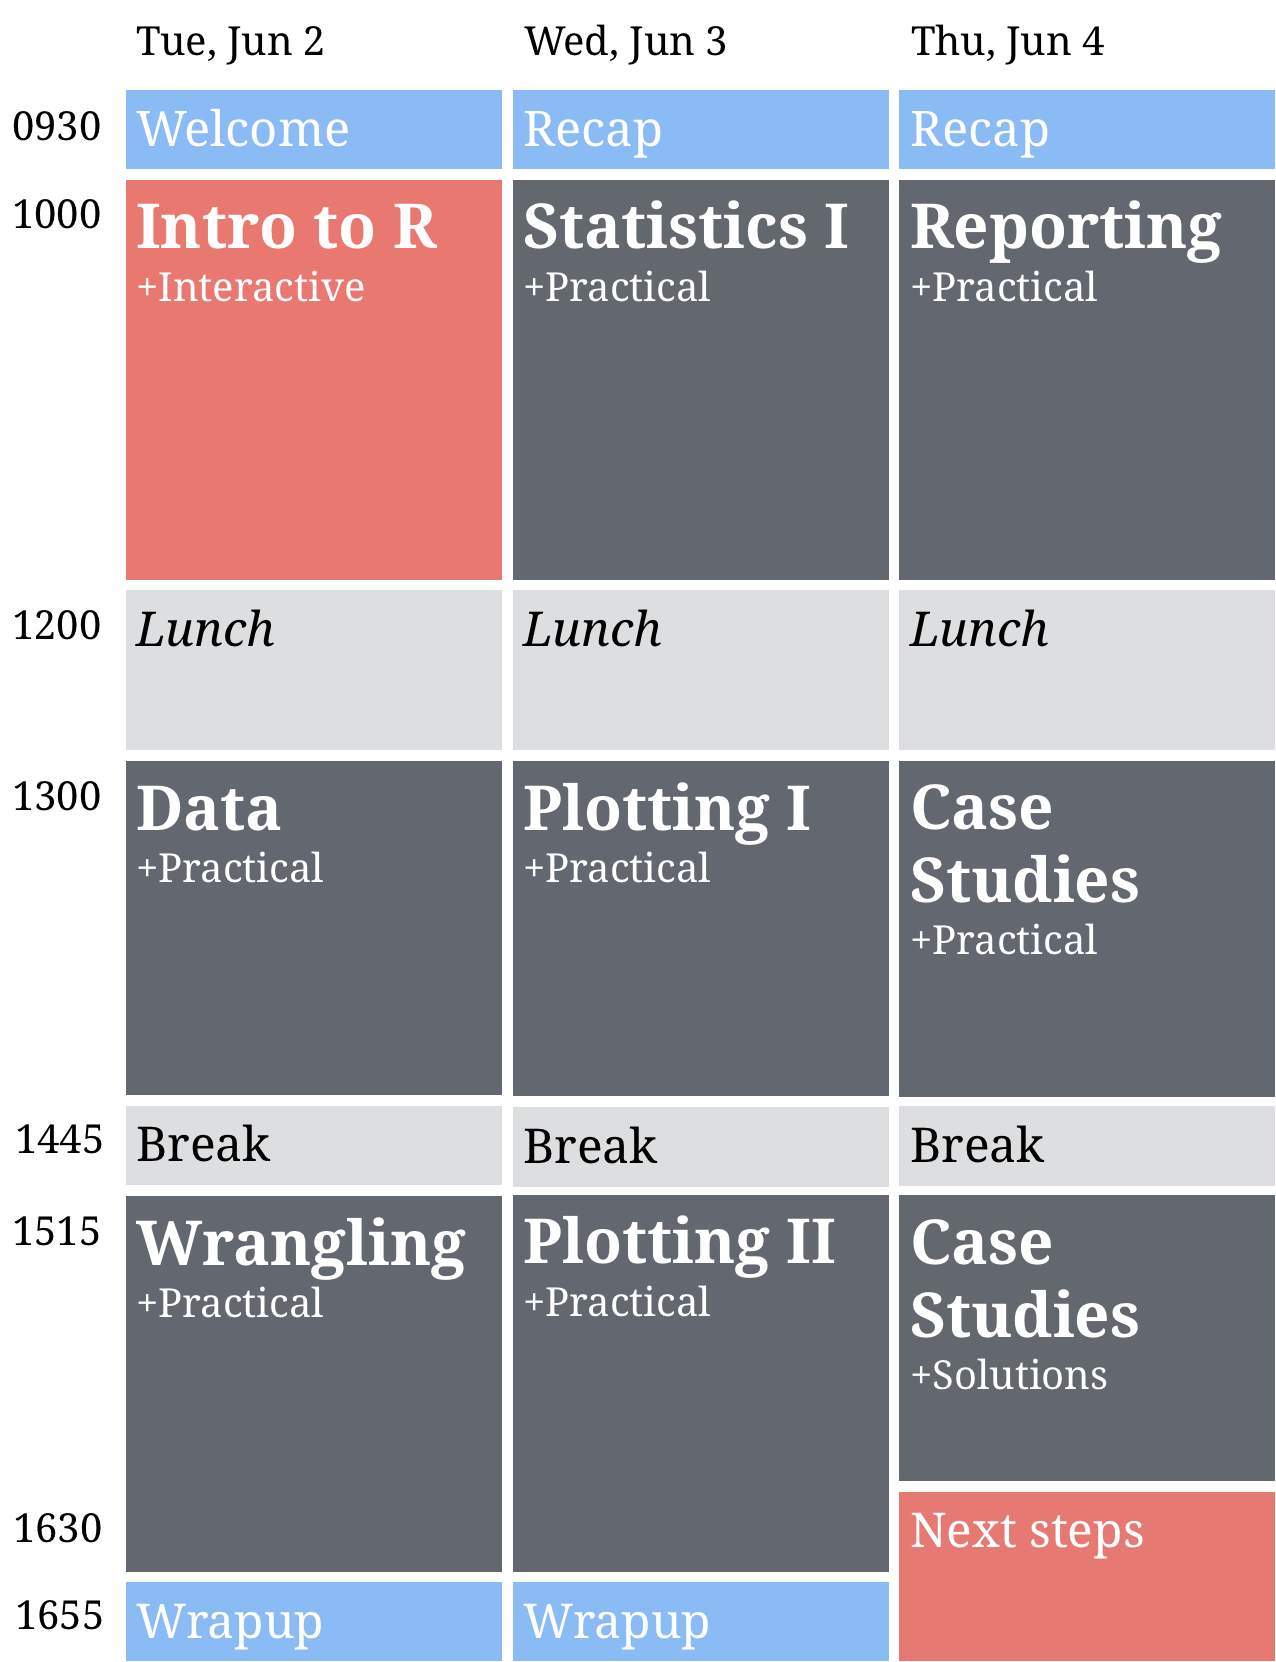 Tue, Jun 2
Wed, Jun 3
Thu, Jun 4
0930
Welcome
Recap
Recap
1000
Intro to R
+Interactive
Statistics I
+Practical
Reporting
+Practical
1200
Lunch
Lunch
Lunch
1300
Data
+Practical
Plotting I
+Practical
Case
Studies
+Practical
1445
Break
Break
Break
1515
Wrangling
+Practical
Plotting II
+Practical
Case
Studies
+Solutions
1630
Next steps
1655
Wrapup
Wrapup